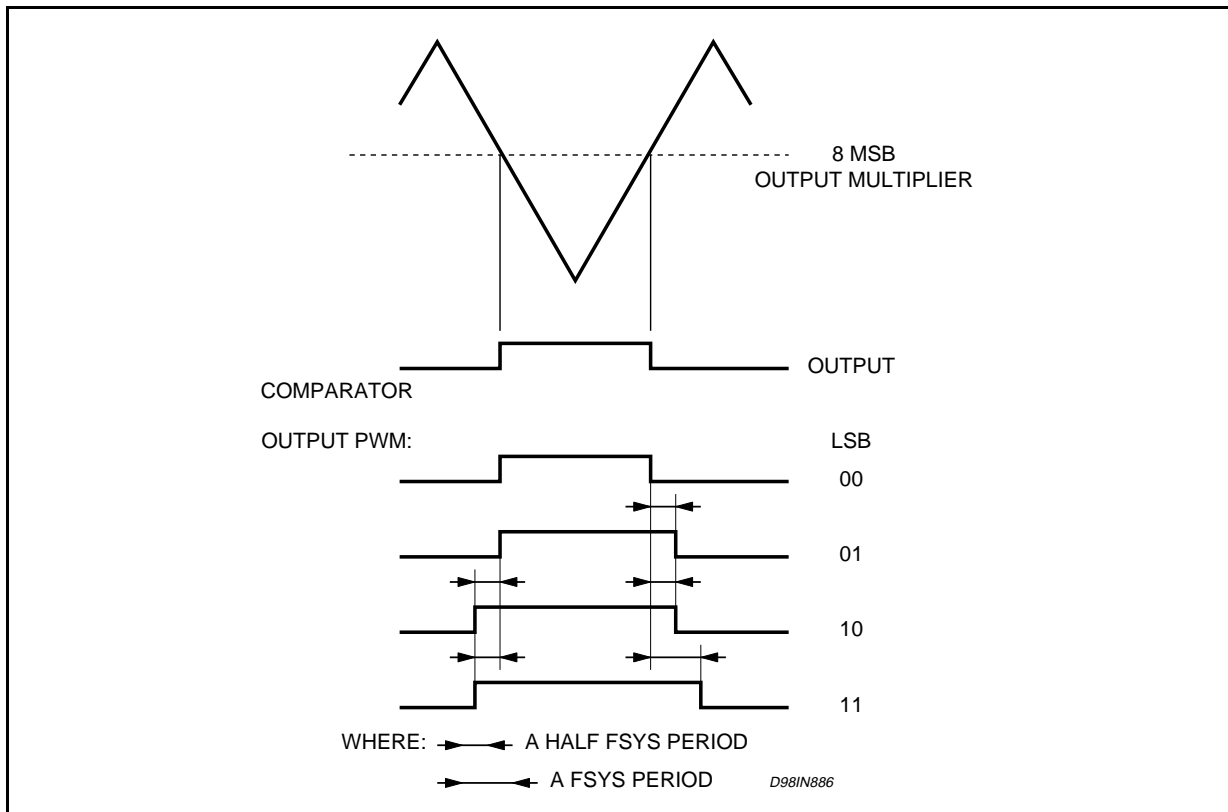 8 MSB
OUTPUT MULTIPLIER
OUTPUT
COMPARATOR
OUTPUT PWM:
LSB
00
01
10
11
WHERE: A HALF FSYS PERIOD
A FSYS PERIOD
D98IN886